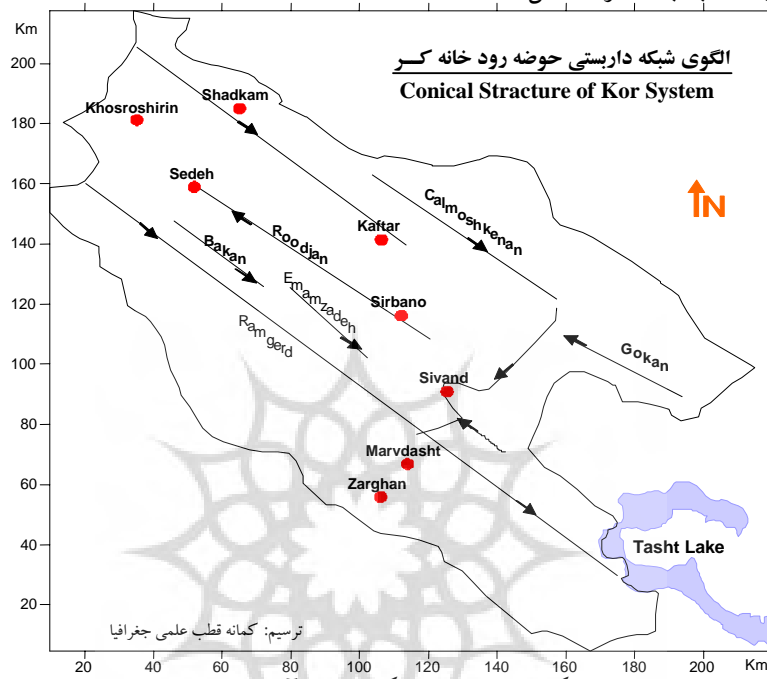 Km
200
180
160
140
120
100
80
60
40
20
الگوی شبکه داربستی حوضه رود خانه کــر
Conical Stracture of Kor System
Khosroshirin
Shadkam
Sedeh
Kaftar
Calmoshkenan
Roodjan
Bakan
Emamzadeh
Ramgerd
Sirbano
Gokan
Sivand
Marvdasht
Zarghan
Tasht Lake
N
ترسیم: کمانه قطب علمی جغرافیا
20
40
60
80
100
120
140
160
180
200
Km